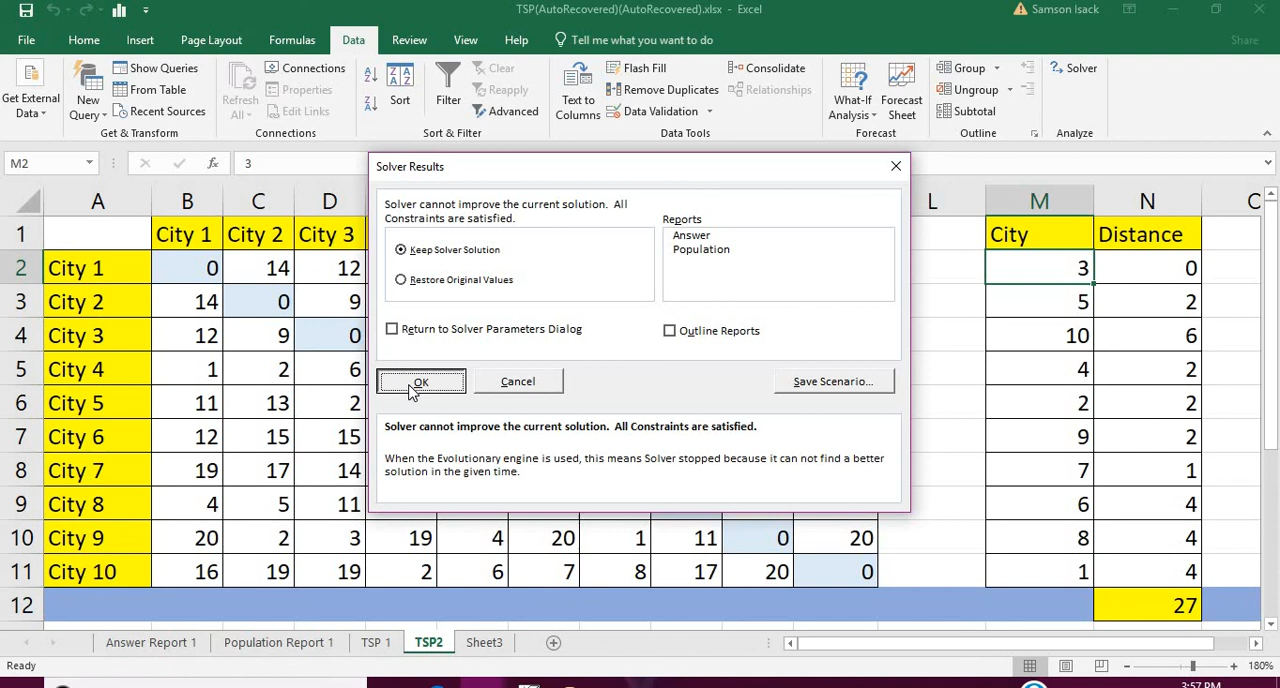 TSP(AutoRecovered)(AutoRecovered).xlsx - Excel
Samson Isack
File Home Insert Page Layout Formulas Data Review View Help Tell me what you want to do Share
Get External Data
New Query
Show Queries
From Table
Recent Sources
Get & Transform
Refresh All
Connections
Properties
Edit Links
Connections
Sort
Filter
Clear
Reapply
Advanced
Sort & Filter
Text to Columns
Flash Fill
Remove Duplicates
Data Validation
Consolidate
Relationships
Data Tools
What-If Analysis
Forecast Sheet
Forecast
Group
Ungroup
Subtotal
Outline
Solver
Analyze
M2 fx 3
A B C D L M N C
1 City 1 City 2 City 3 City Distance
2 City 1 0 14 12 3 0
3 City 2 14 0 9 5 2
4 City 3 12 9 0 10 6
5 City 4 1 2 6 4 2
6 City 5 11 13 2 2 2
7 City 6 12 15 15 9 2
8 City 7 19 17 14 7 1
9 City 8 4 5 11 6 4
10 City 9 20 2 3 19 4 20 1 11 0 20 8 4
11 City 10 16 19 19 2 6 7 8 17 20 0 1 4
12 27
Solver Results
Solver cannot improve the current solution. All
Constraints are satisfied.
Keep Solver Solution
Restore Original Values
Reports
Answer
Population
Return to Solver Parameters Dialog
Outline Reports
OK Cancel Save Scenario...
Solver cannot improve the current solution. All Constraints are satisfied.
When the Evolutionary engine is used, this means Solver stopped because it can not find a better
solution in the given time.
Answer Report 1 Population Report 1 TSP 1 TSP2 Sheet3
Ready 180%
3:57 PM